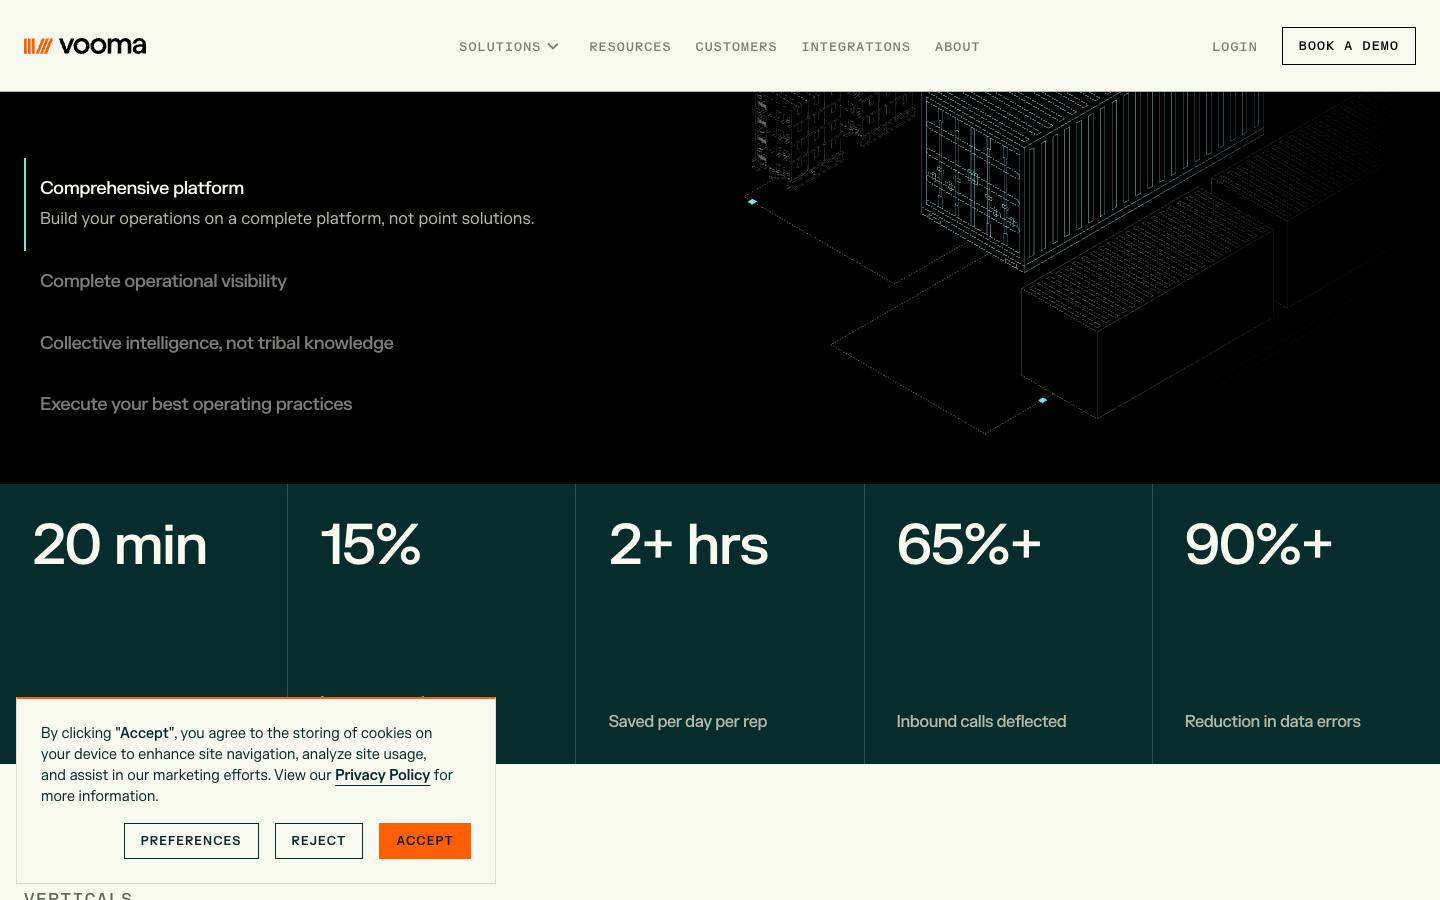 vooma
SOLUTIONS
RESOURCES
CUSTOMERS
INTEGRATIONS
ABOUT
LOGIN
BOOK A DEMO
Comprehensive platform
Build your operations on a complete platform, not point solutions.
Complete operational visibility
Collective intelligence, not tribal knowledge
Execute your best operating practices
20 min
15%
2+ hrs
65%+
90%+
Saved per day per rep
Inbound calls deflected
Reduction in data errors
By clicking "Accept", you agree to the storing of cookies on
your device to enhance site navigation, analyze site usage,
and assist in our marketing efforts. View our Privacy Policy for
more information.
PREFERENCES
REJECT
ACCEPT
VERTICALS